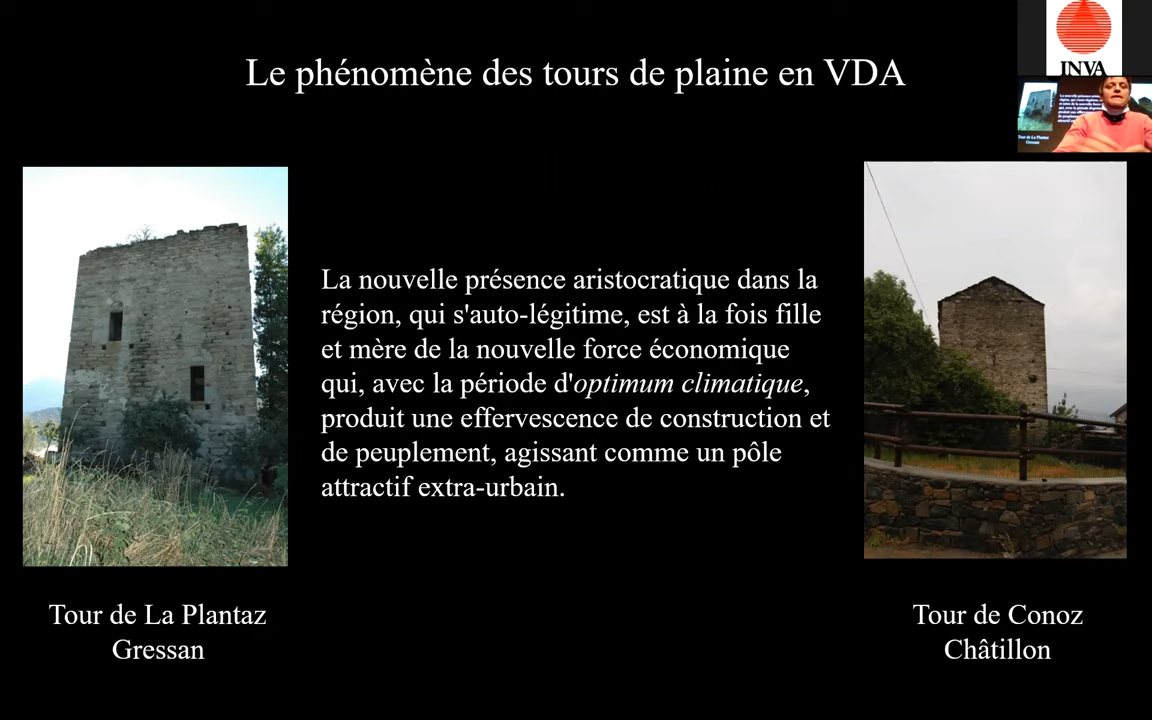 Le phénomène des tours de plaine en VDA
INVA
La nouvelle présence aristocratique dans la
région, qui s'auto-légitime, est à la fois fille
et mère de la nouvelle force économique
qui, avec la période d'optimum climatique,
produit une effervescence de construction et
de peuplement, agissant comme un pôle
attractif extra-urbain.
Tour de La Plantaz
Gressan
Tour de Conoz
Châtillon